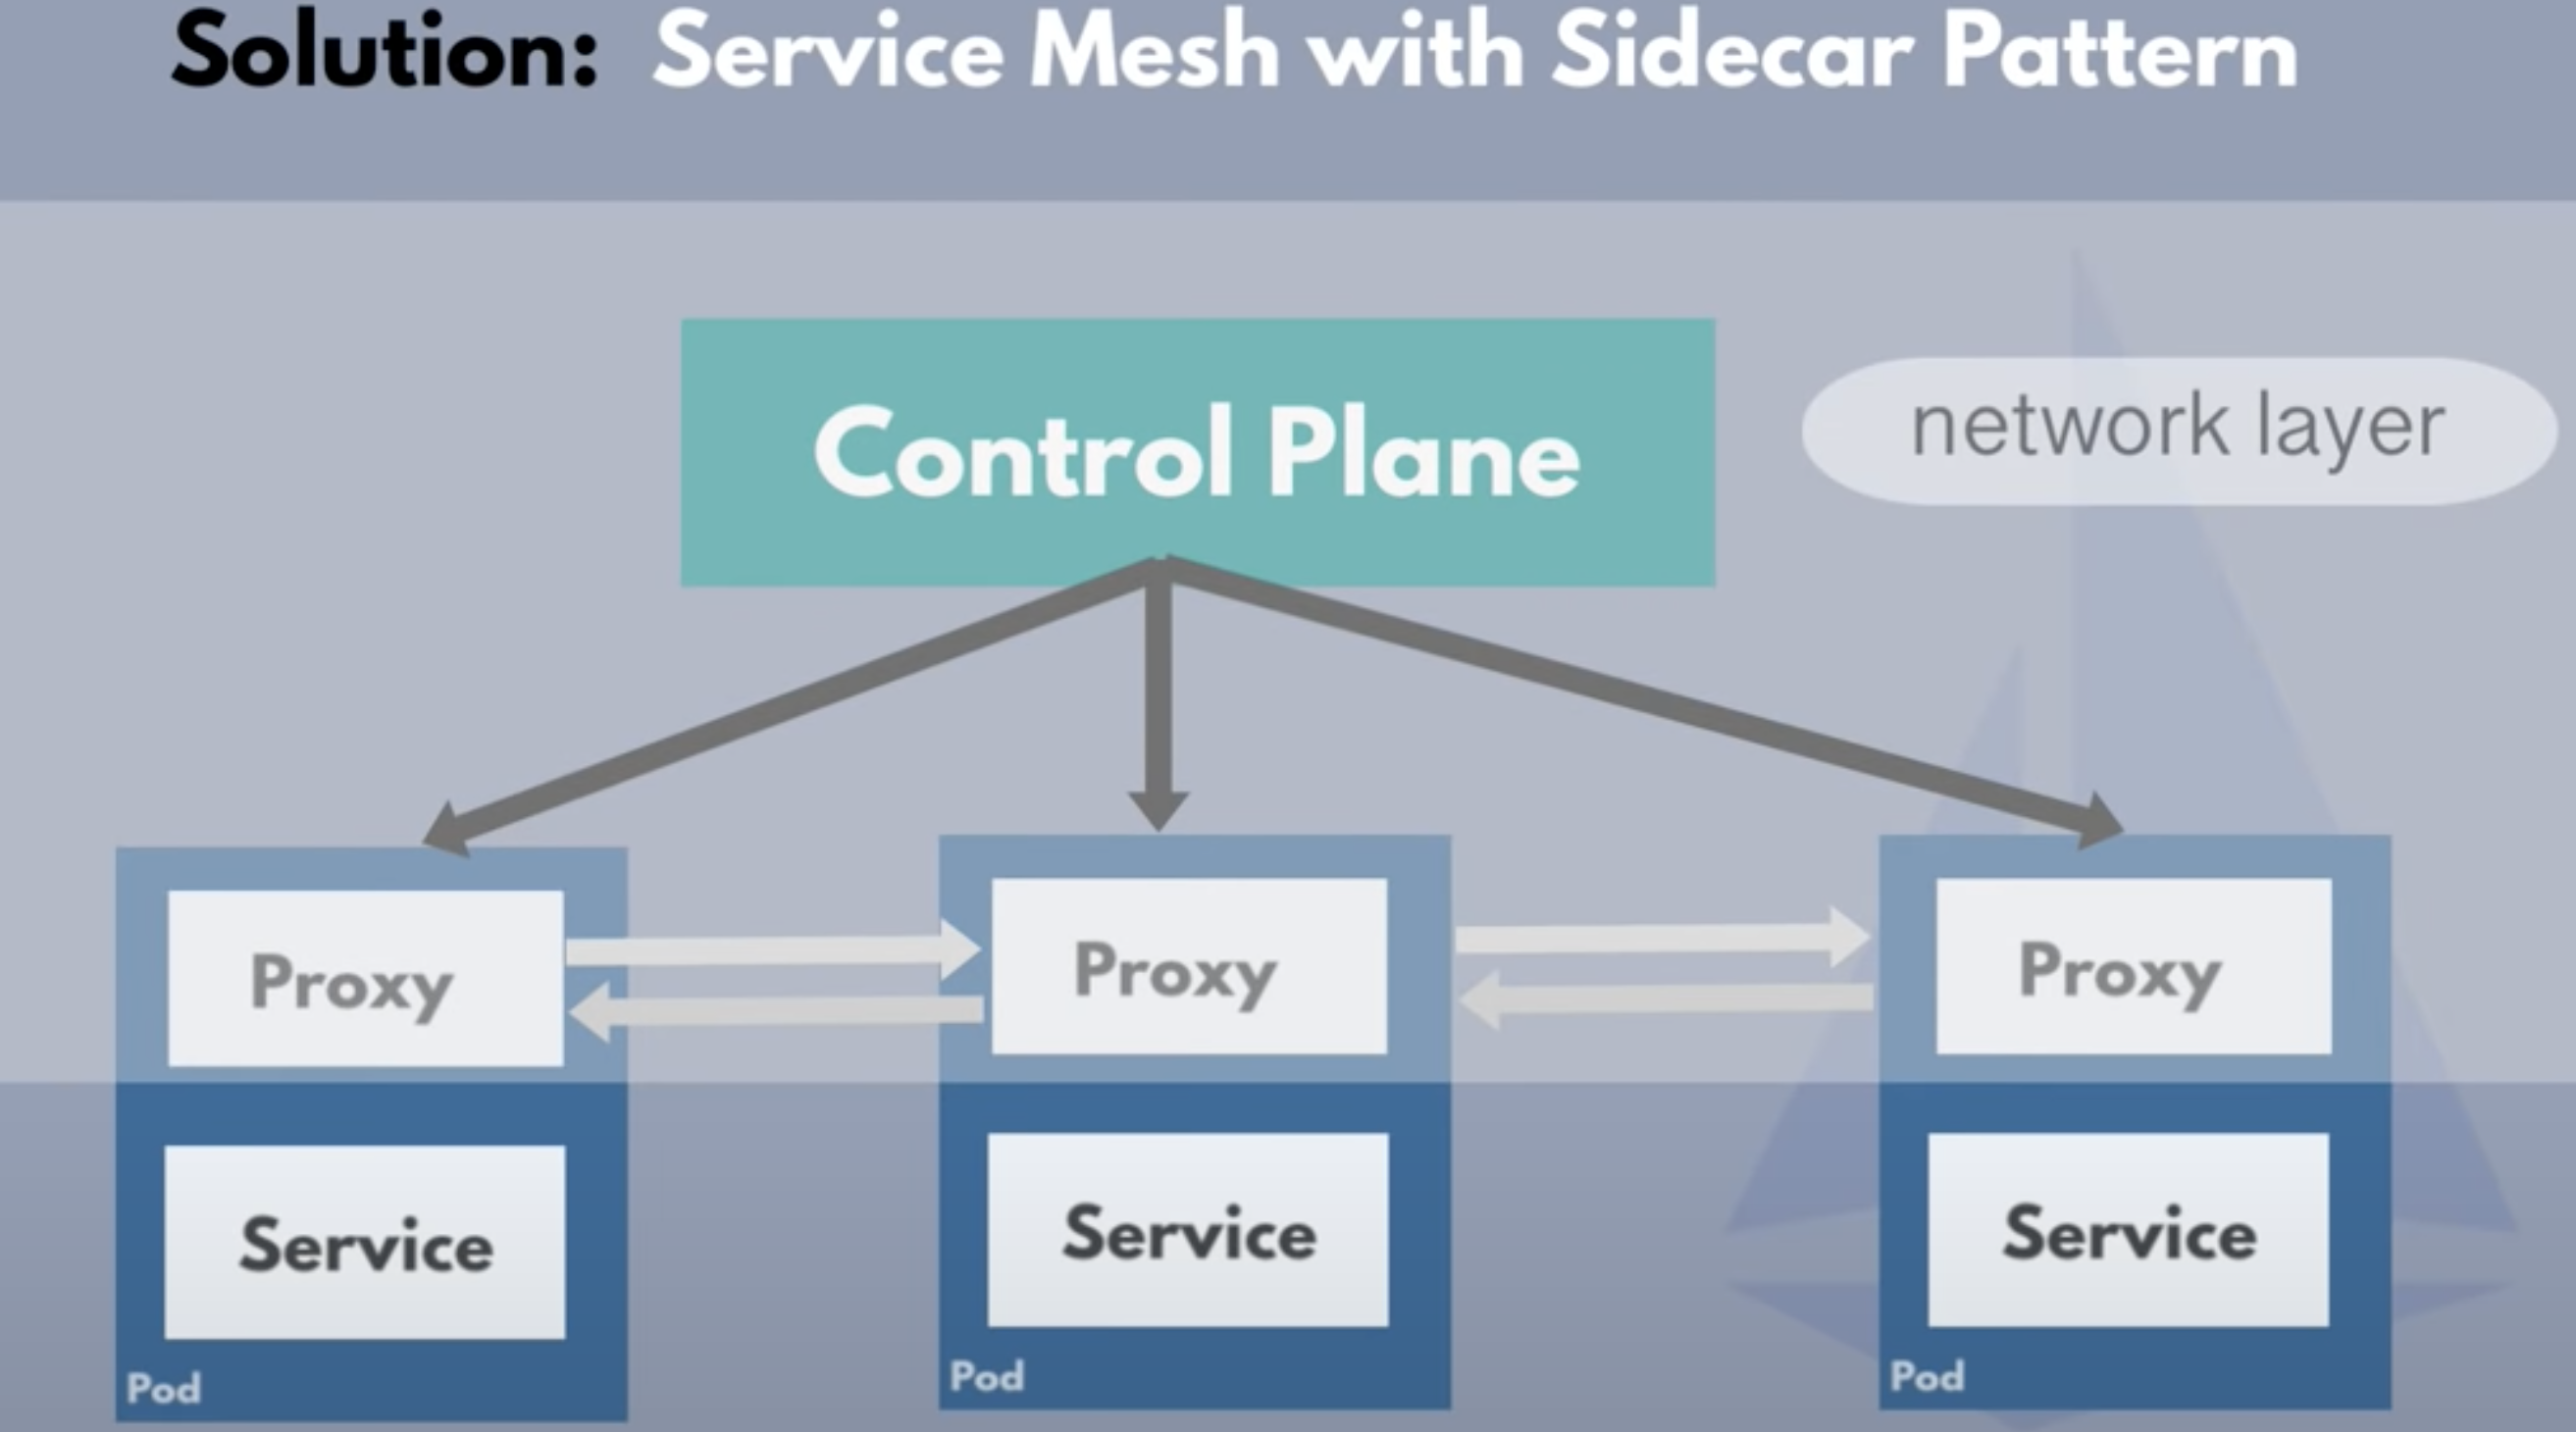 Solution: Service Mesh with Sidecar Pattern
Control Plane
network layer
Proxy
Proxy
Proxy
Service
Service
Service
Pod
Pod
Pod